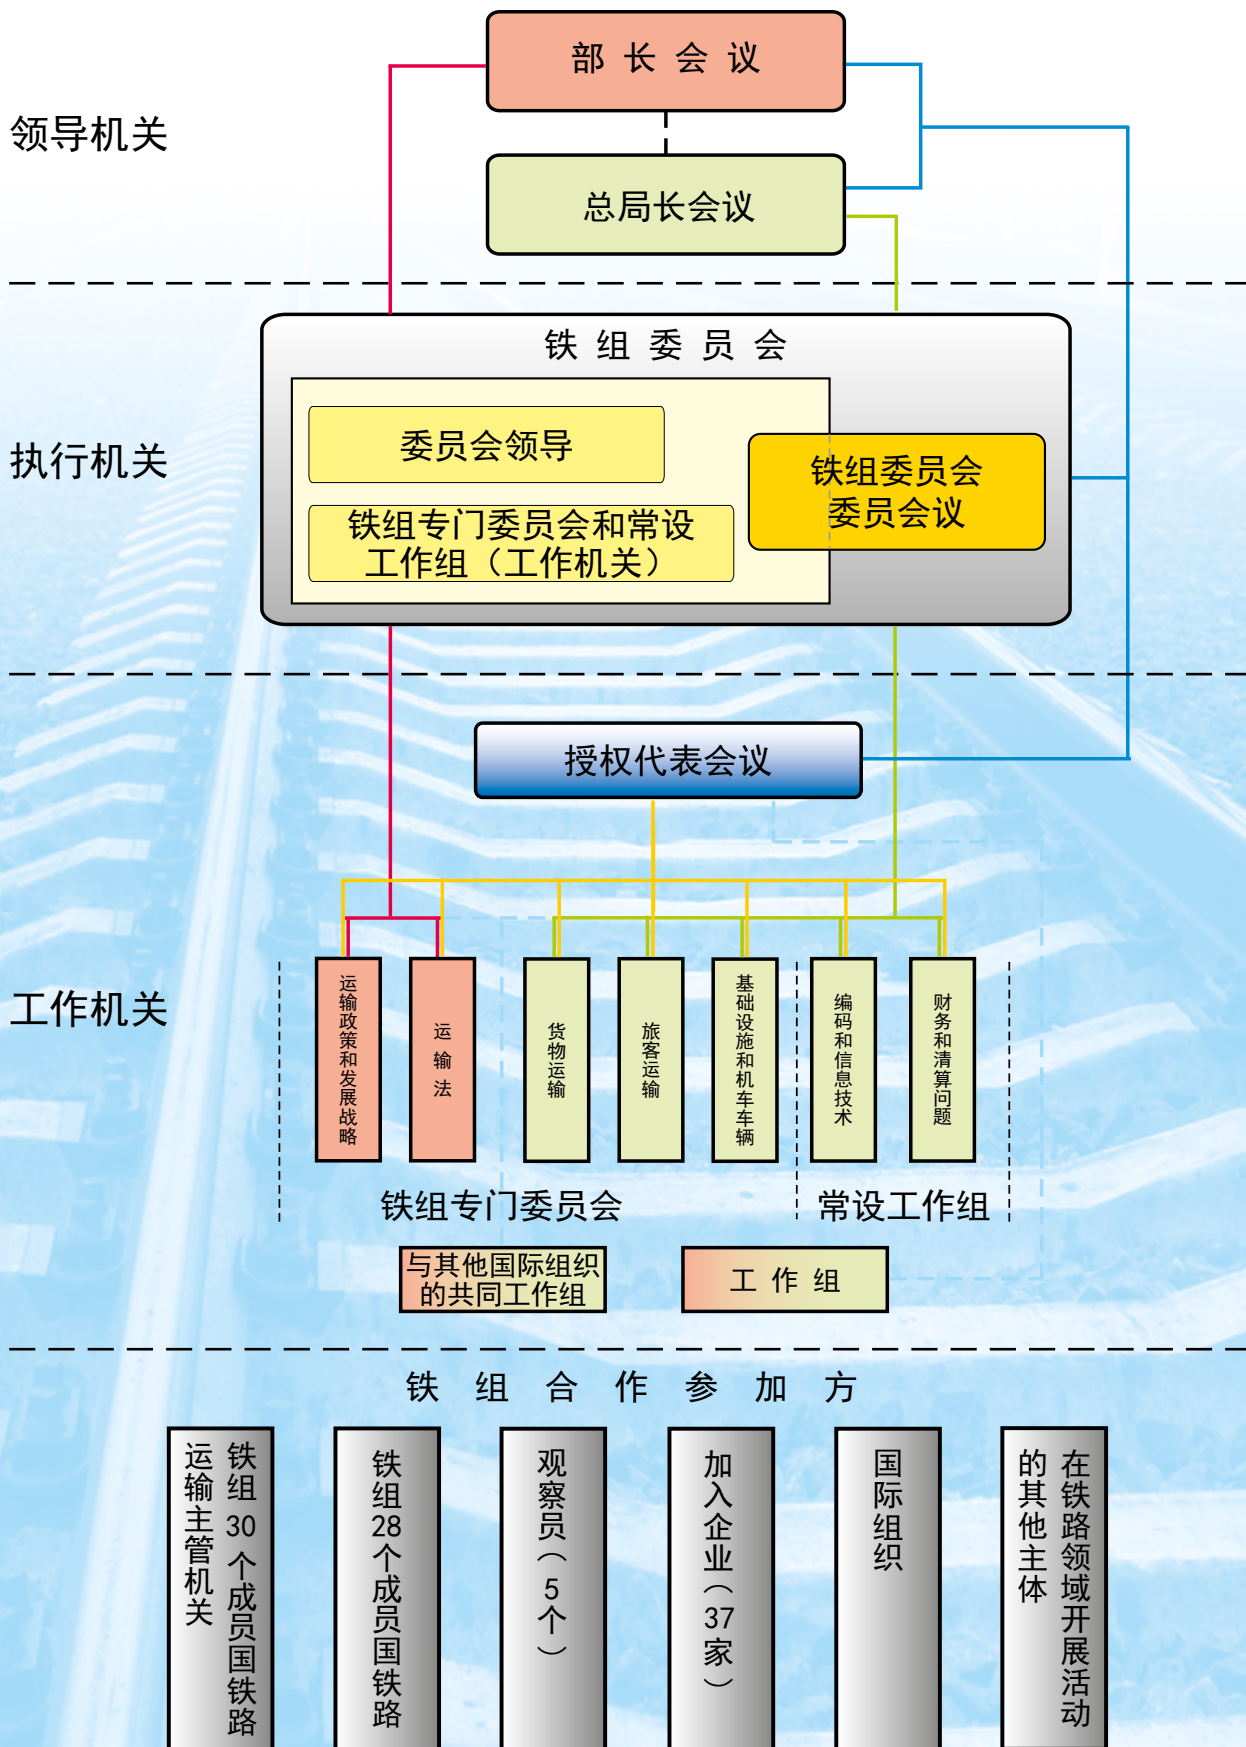 部长会议
领导机关
总局长会议
铁组委员会
委员会领导
执行机关
铁组委员会
委员会议
铁组专门委员会和常设
工作组（工作机关）
授权代表会议
工作机关
运输政策和发展战略
运输法
货物运输
旅客运输
基础设施和机车车辆
编码和信息技术
财务和清算问题
铁组专门委员会
常设工作组
与其他国际组织
的共同工作组
工作组
铁组合作参加方
铁组30个成员国铁路
运输主管机关
铁组28个成员国铁路
观察员（5个）
加入企业（37家）
国际组织
在铁路领域开展活动
的其他主体